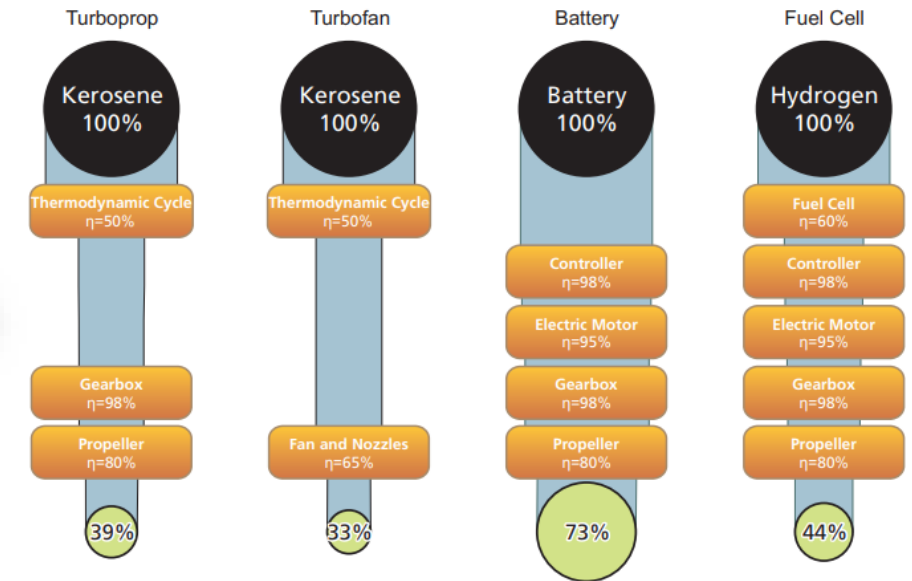 Turboprop
Kerosene
100%
Thermodynamic Cycle
η=50%
Gearbox
η=98%
Propeller
η=80%
39%
Turbofan
Kerosene
100%
Thermodynamic Cycle
η=50%
Fan and Nozzles
η=65%
33%
Battery
Battery
100%
Controller
η=98%
Electric Motor
η=95%
Gearbox
η=98%
Propeller
η=80%
73%
Fuel Cell
Hydrogen
100%
Fuel Cell
η=60%
Controller
η=98%
Electric Motor
η=95%
Gearbox
η=98%
Propeller
η=80%
44%